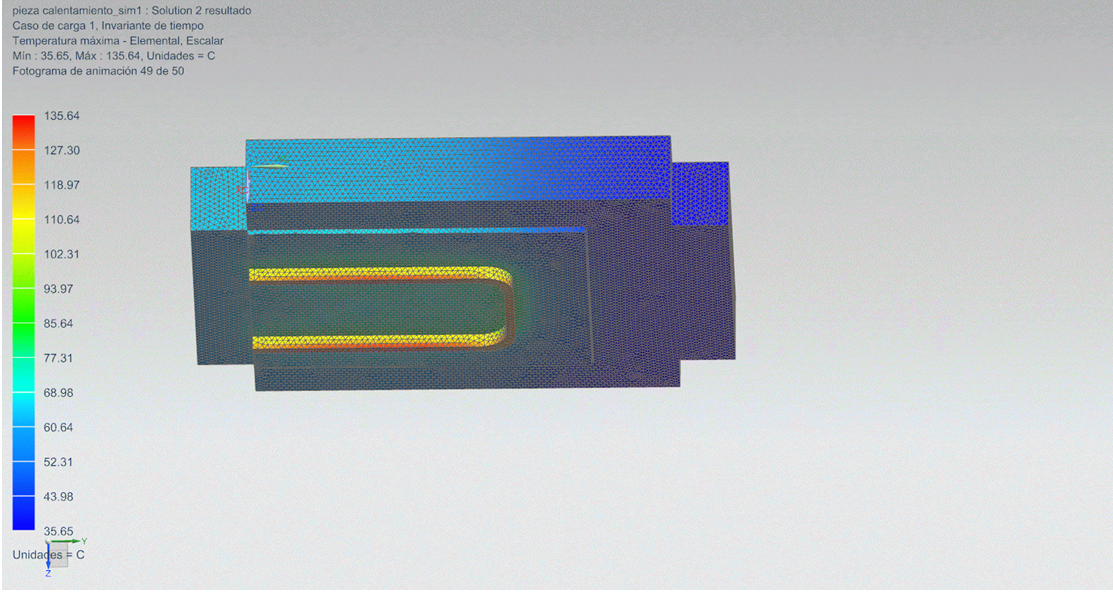 pieza calentamiento_sim1 : Solution 2 resultado
Caso de carga 1, Invariante de tiempo
Temperatura máxima - Elemental, Escalar
Mín : 35.65, Máx : 135.64, Unidades = C
Fotograma de animación 49 de 50
135.64
127.30
118.97
110.64
102.31
93.97
85.64
77.31
68.98
60.64
52.31
43.98
35.65
Y
Unidades = C
Z